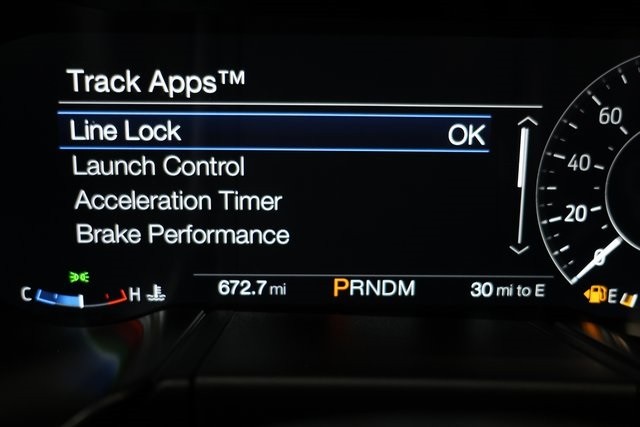 Track Apps™
Line Lock OK
Launch Control
Acceleration Timer
Brake Performance
60
40
20
0
C H
672.7 mi PRNDM 30 mi to E
E